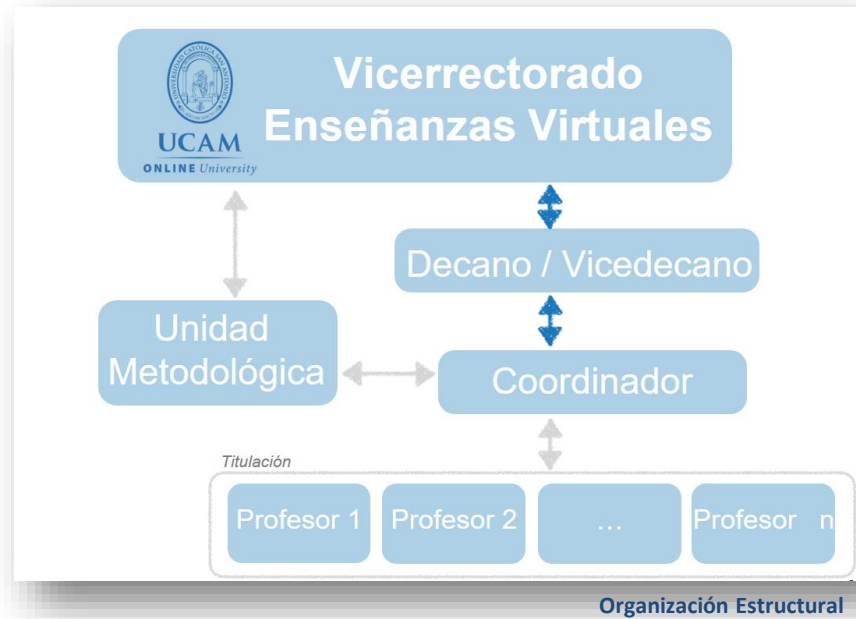 Vicerrectorado
Enseñanzas Virtuales
UCAM
ONLINE University
Decano / Vicedecano
Unidad
Metodológica
Coordinador
Titulación
Profesor 1
Profesor 2
...
Profesor n
Organización Estructural